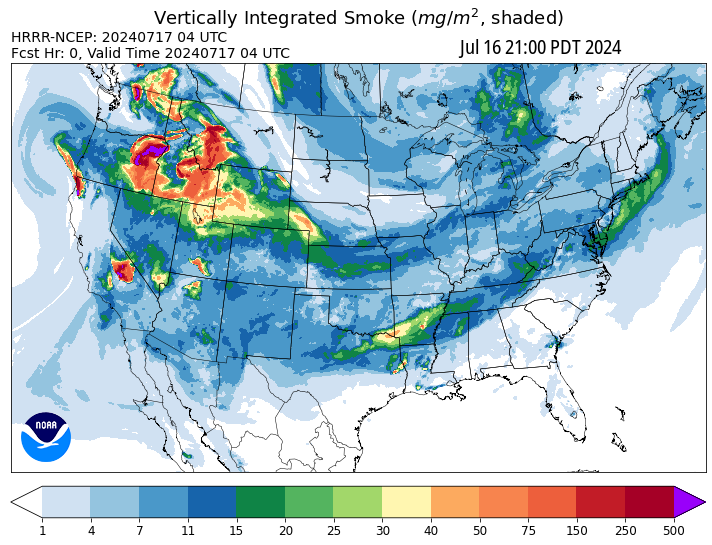 Vertically Integrated Smoke (mg/m², shaded)
HRRR-NCEP: 20240717 04 UTC
Fcst Hr: 0, Valid Time 20240717 04 UTC
Jul 16 21:00 PDT 2024
NOAA
1 4 7 11 15 20 25 30 40 50 75 150 250 500